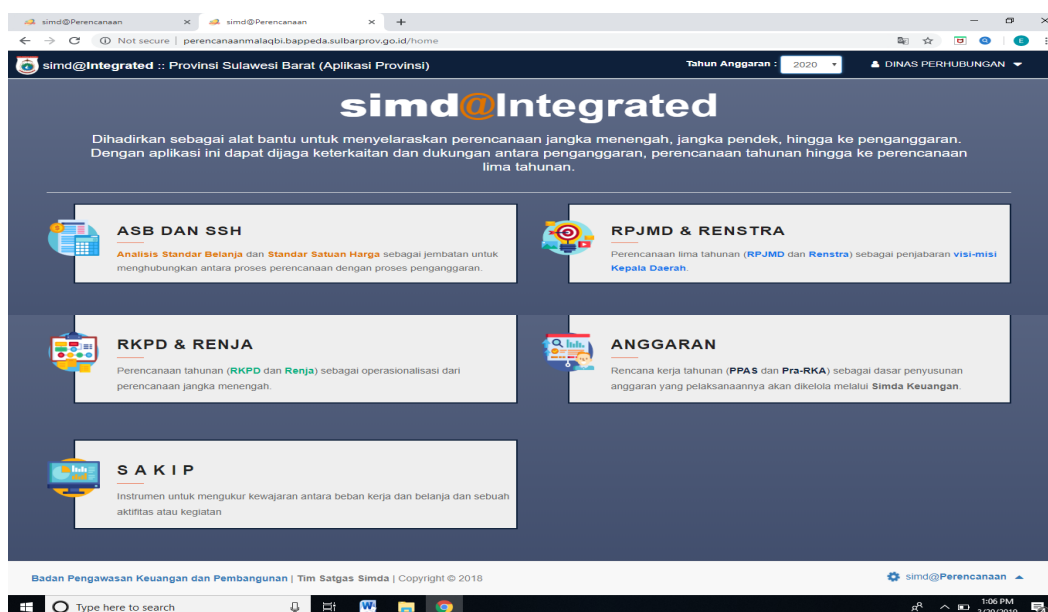 simd@Perencanaan
simd@Perencanaan
Not secure | perencanaanmalaqbi.bappeda.sulbarprov.go.id/home
simd@Integrated :: Provinsi Sulawesi Barat (Aplikasi Provinsi)
Tahun Anggaran : 2020
DINAS PERHUBUNGAN
simd@Integrated
Dihadirkan sebagai alat bantu untuk menyelaraskan perencanaan jangka menengah, jangka pendek, hingga ke penganggaran.
Dengan aplikasi ini dapat dijaga keterkaitan dan dukungan antara penganggaran, perencanaan tahunan hingga ke perencanaan
lima tahunan.
ASB DAN SSH
Analisis Standar Belanja dan Standar Satuan Harga sebagai jembatan untuk
menghubungkan antara proses perencanaan dengan proses penganggaran.
RPJMD & RENSTRA
Perencanaan lima tahunan (RPJMD dan Renstra) sebagai penjabaran visi-misi
Kepala Daerah.
RKPD & RENJA
Perencanaan tahunan (RKPD dan Renja) sebagai operasionalisasi dari
perencanaan jangka menengah.
ANGGARAN
Rencana kerja tahunan (PPAS dan Pra-RKA) sebagai dasar penyusunan
anggaran yang pelaksanaannya akan dikelola melalui Simda Keuangan.
S A K I P
Instrumen untuk mengukur kewajaran antara beban kerja dan belanja dan sebuah
aktifitas atau kegiatan
Badan Pengawasan Keuangan dan Pembangunan | Tim Satgas Simda | Copyright © 2018
simd@Perencanaan
Type here to search
1:06 PM